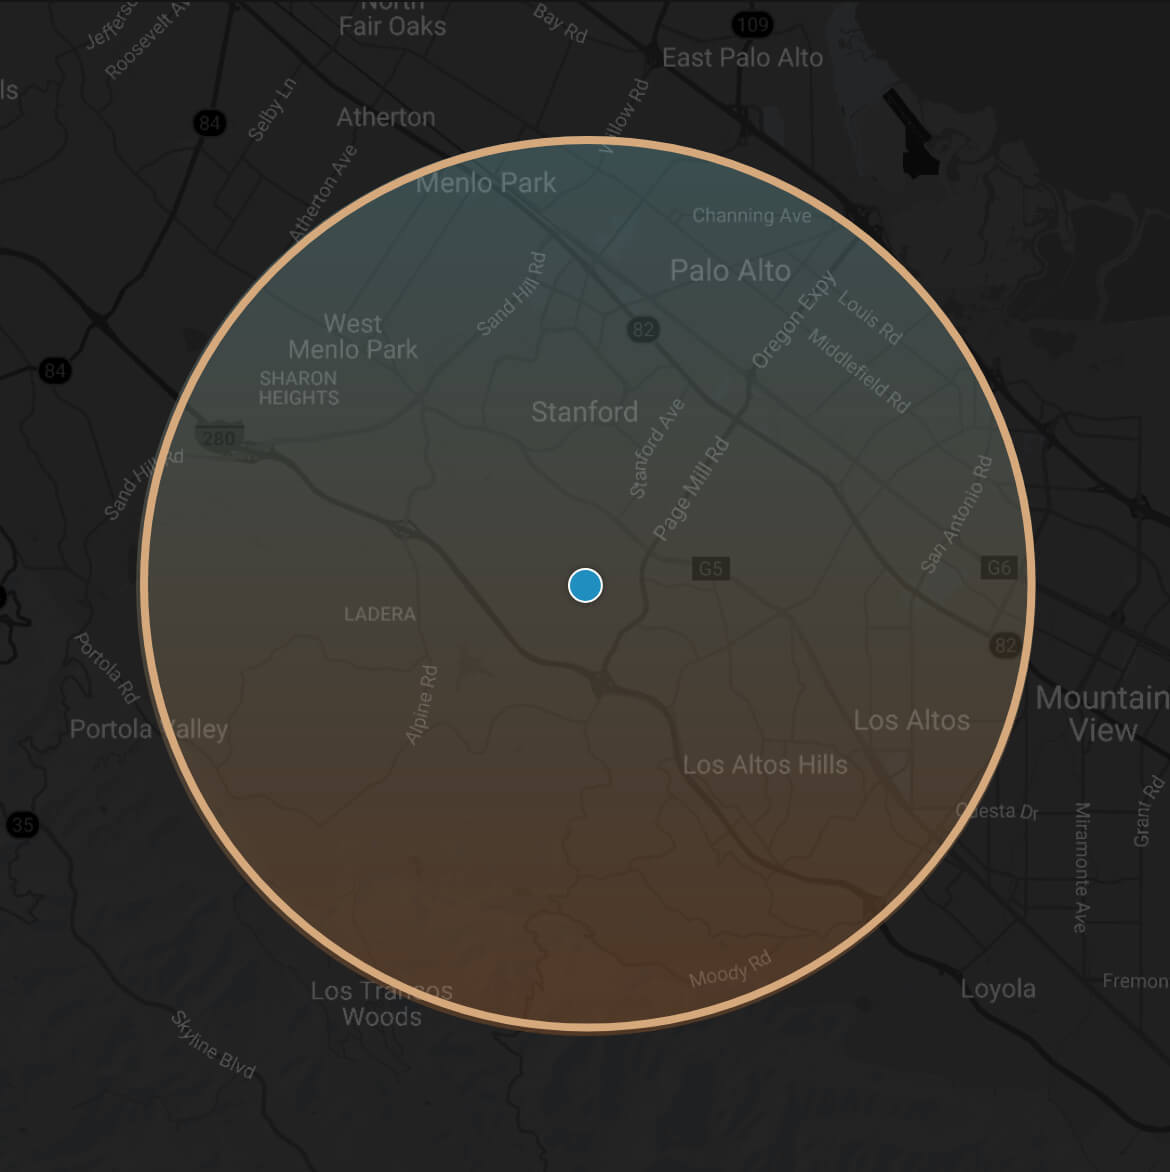 North
Fair Oaks
Bay Rd
109
East Palo Alto
Roosevelt Av
ls
84
Selby Ln
Atherton
Willow Rd
Atherton Ave
Menlo Park
Channing Ave
Palo Alto
Sand Hill Rd
Oregon Expy
Louis Rd
West
Menlo Park
82
Middlefield Rd
84
SHARON
HEIGHTS
Stanford
Stanford Ave
280
Page Mill Rd
Sand Hill Rd
San Antonio Rd
G5
G6
LADERA
82
Portola Rd
Alpine Rd
Mountain
View
Portola Valley
Los Altos
Los Altos Hills
35
Cuesta Dr
Grant Rd
Miramonte Ave
Moody Rd
Los Trancos
Woods
Loyola
Fremon
Skyline Blvd